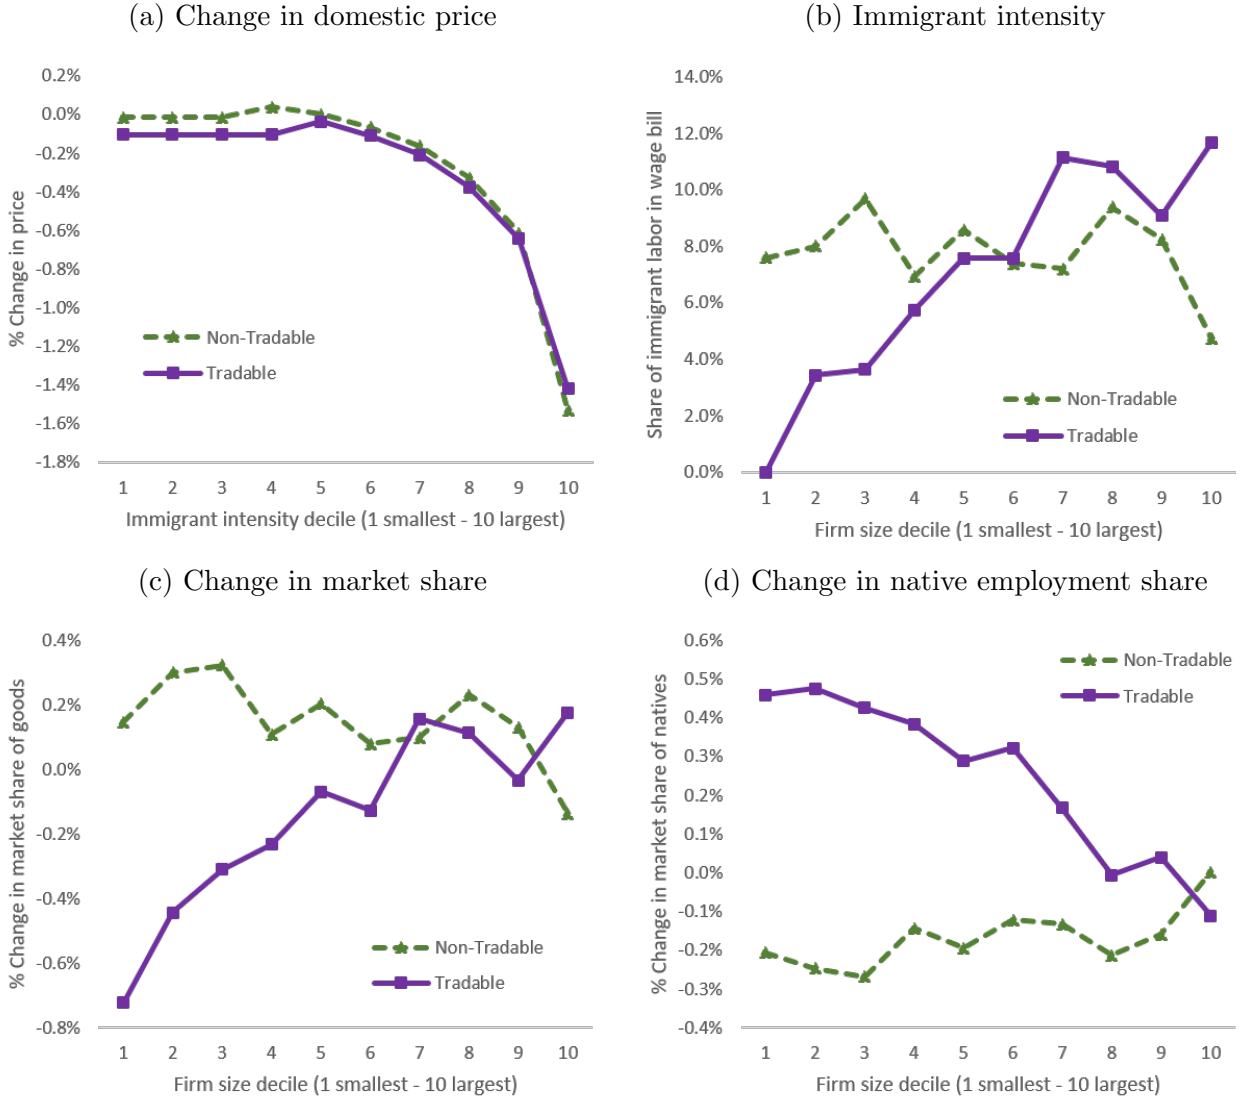 (a) Change in domestic price
% Change in price
0.2%
0.0%
-0.2%
-0.4%
-0.6%
-0.8%
-1.0%
-1.2%
-1.4%
-1.6%
-1.8%
Non-Tradable
Tradable
1 2 3 4 5 6 7 8 9 10
Immigrant intensity decile (1 smallest - 10 largest)
(b) Immigrant intensity
Share of immigrant labor in wage bill
14.0%
12.0%
10.0%
8.0%
6.0%
4.0%
2.0%
0.0%
Non-Tradable
Tradable
1 2 3 4 5 6 7 8 9 10
Firm size decile (1 smallest - 10 largest)
(c) Change in market share
% Change in market share of goods
0.4%
0.2%
0.0%
-0.2%
-0.4%
-0.6%
-0.8%
Non-Tradable
Tradable
1 2 3 4 5 6 7 8 9 10
Firm size decile (1 smallest - 10 largest)
(d) Change in native employment share
% Change in market share of natives
0.6%
0.5%
0.4%
0.3%
0.2%
0.1%
0.0%
-0.1%
-0.2%
-0.3%
-0.4%
Non-Tradable
Tradable
1 2 3 4 5 6 7 8 9 10
Firm size decile (1 smallest - 10 largest)